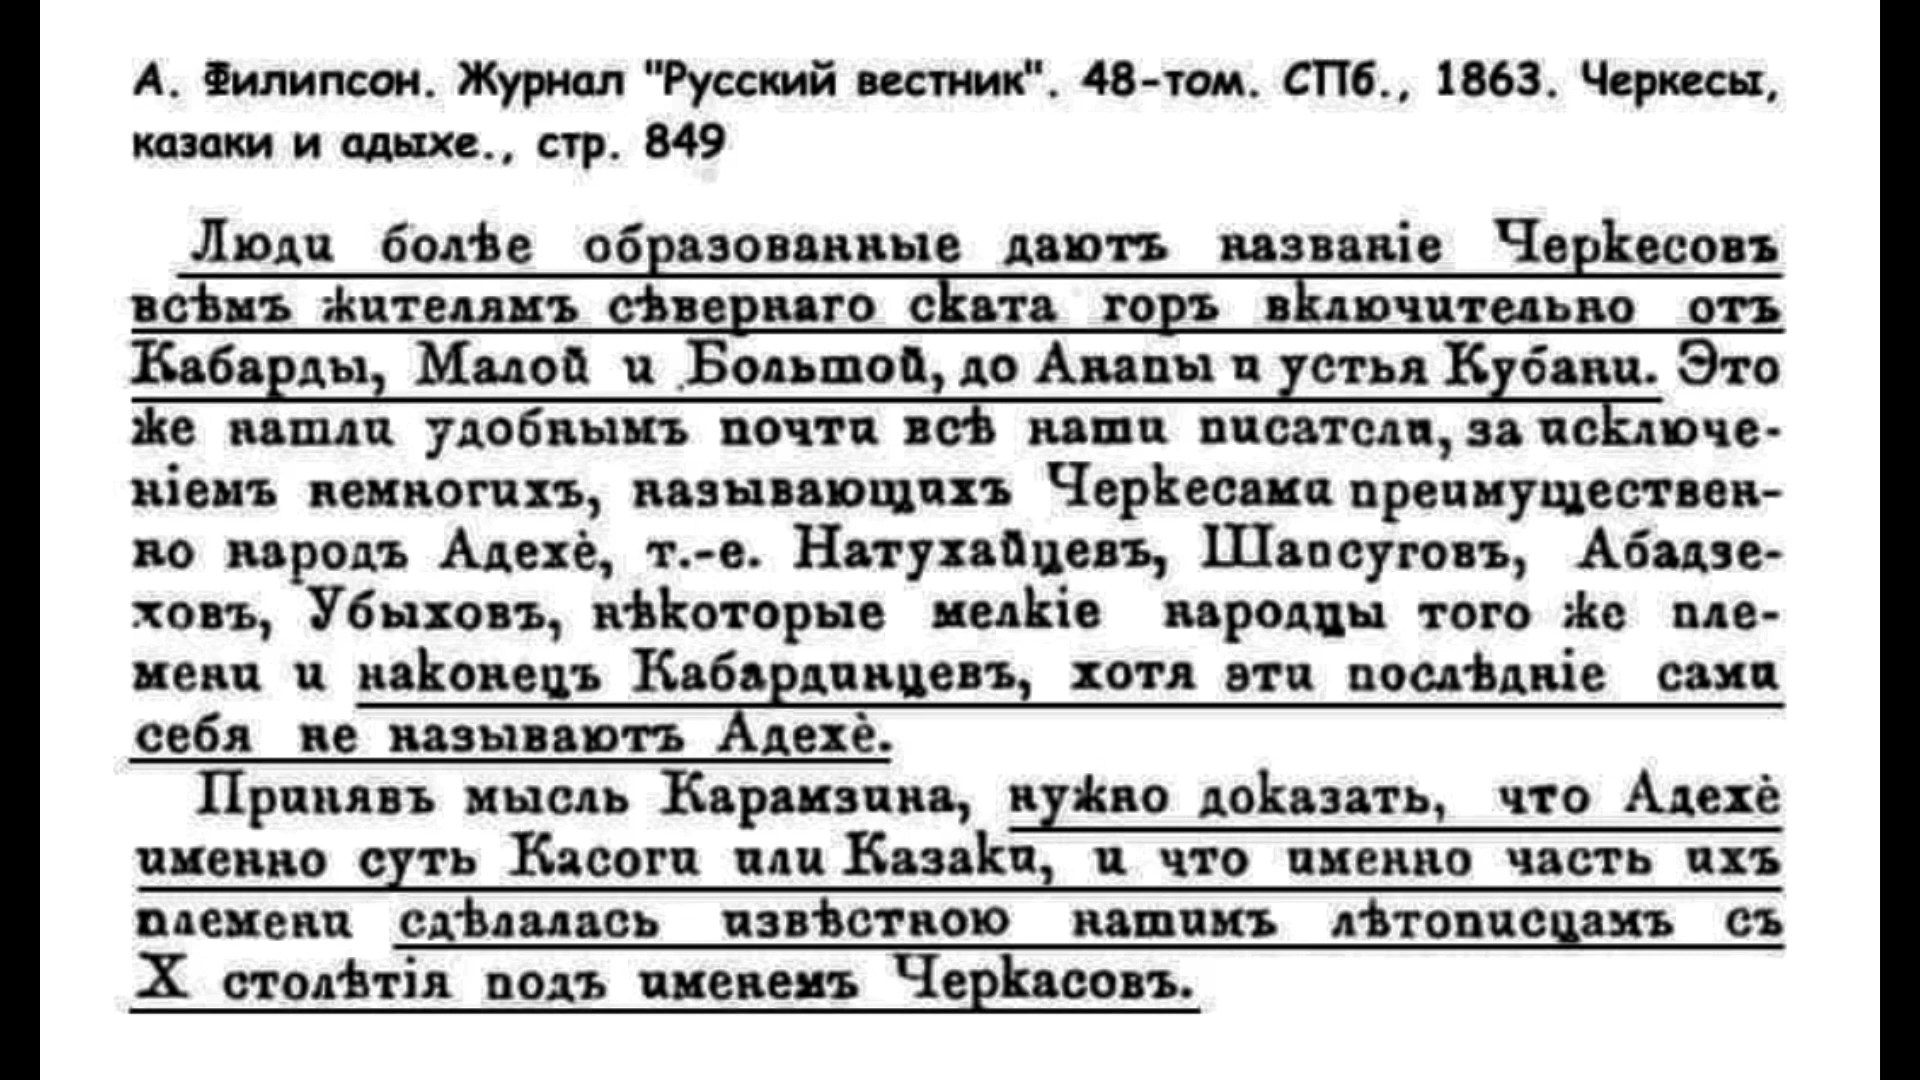 А. Филипсон. Журнал "Русский вестник". 48-том. СПб., 1863. Черкесы,
казаки и адыхе., стр. 849
Люди болѣе образованные даютъ названіе Черкесовъ
всѣмъ жителямъ сѣвернаго ската горъ включительно отъ
Кабарды, Малой и Большой, до Анапы и устья Кубани. Это
же нашли удобнымъ почти всѣ наши писатели, за исключе-
ніемъ немногихъ, называющихъ Черкесами преимуществен-
но народъ Адехѐ, т.-е. Натухайцевъ, Шапсуговъ, Абадзе-
ховъ, Убыховъ, нѣкоторые мелкіе народцы того же пле-
мени и наконецъ Кабардинцевъ, хотя эти послѣдніе сами
себя не называютъ Адехѐ.
Принявъ мысль Карамзина, нужно доказать, что Адехѐ
именно суть Касоги или Казаки, и что именно часть ихъ
племени сдѣлалась извѣстною нашимъ лѣтописцамъ съ
X столѣтія подъ именемъ Черкасовъ.